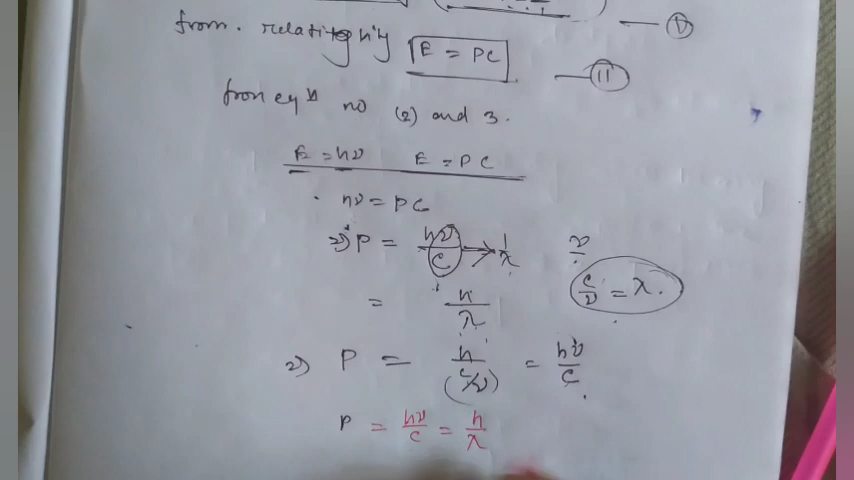 from. relativity E = PC — (II)
from eqn no (2) and 3.
E = hν E = PC
hν = PC
⇒ P = hν/C → 1/λ ν
= h/λ C/ν = λ.
⇒ P = h/(C/ν) = hν/C
P = hν/C = h/λ